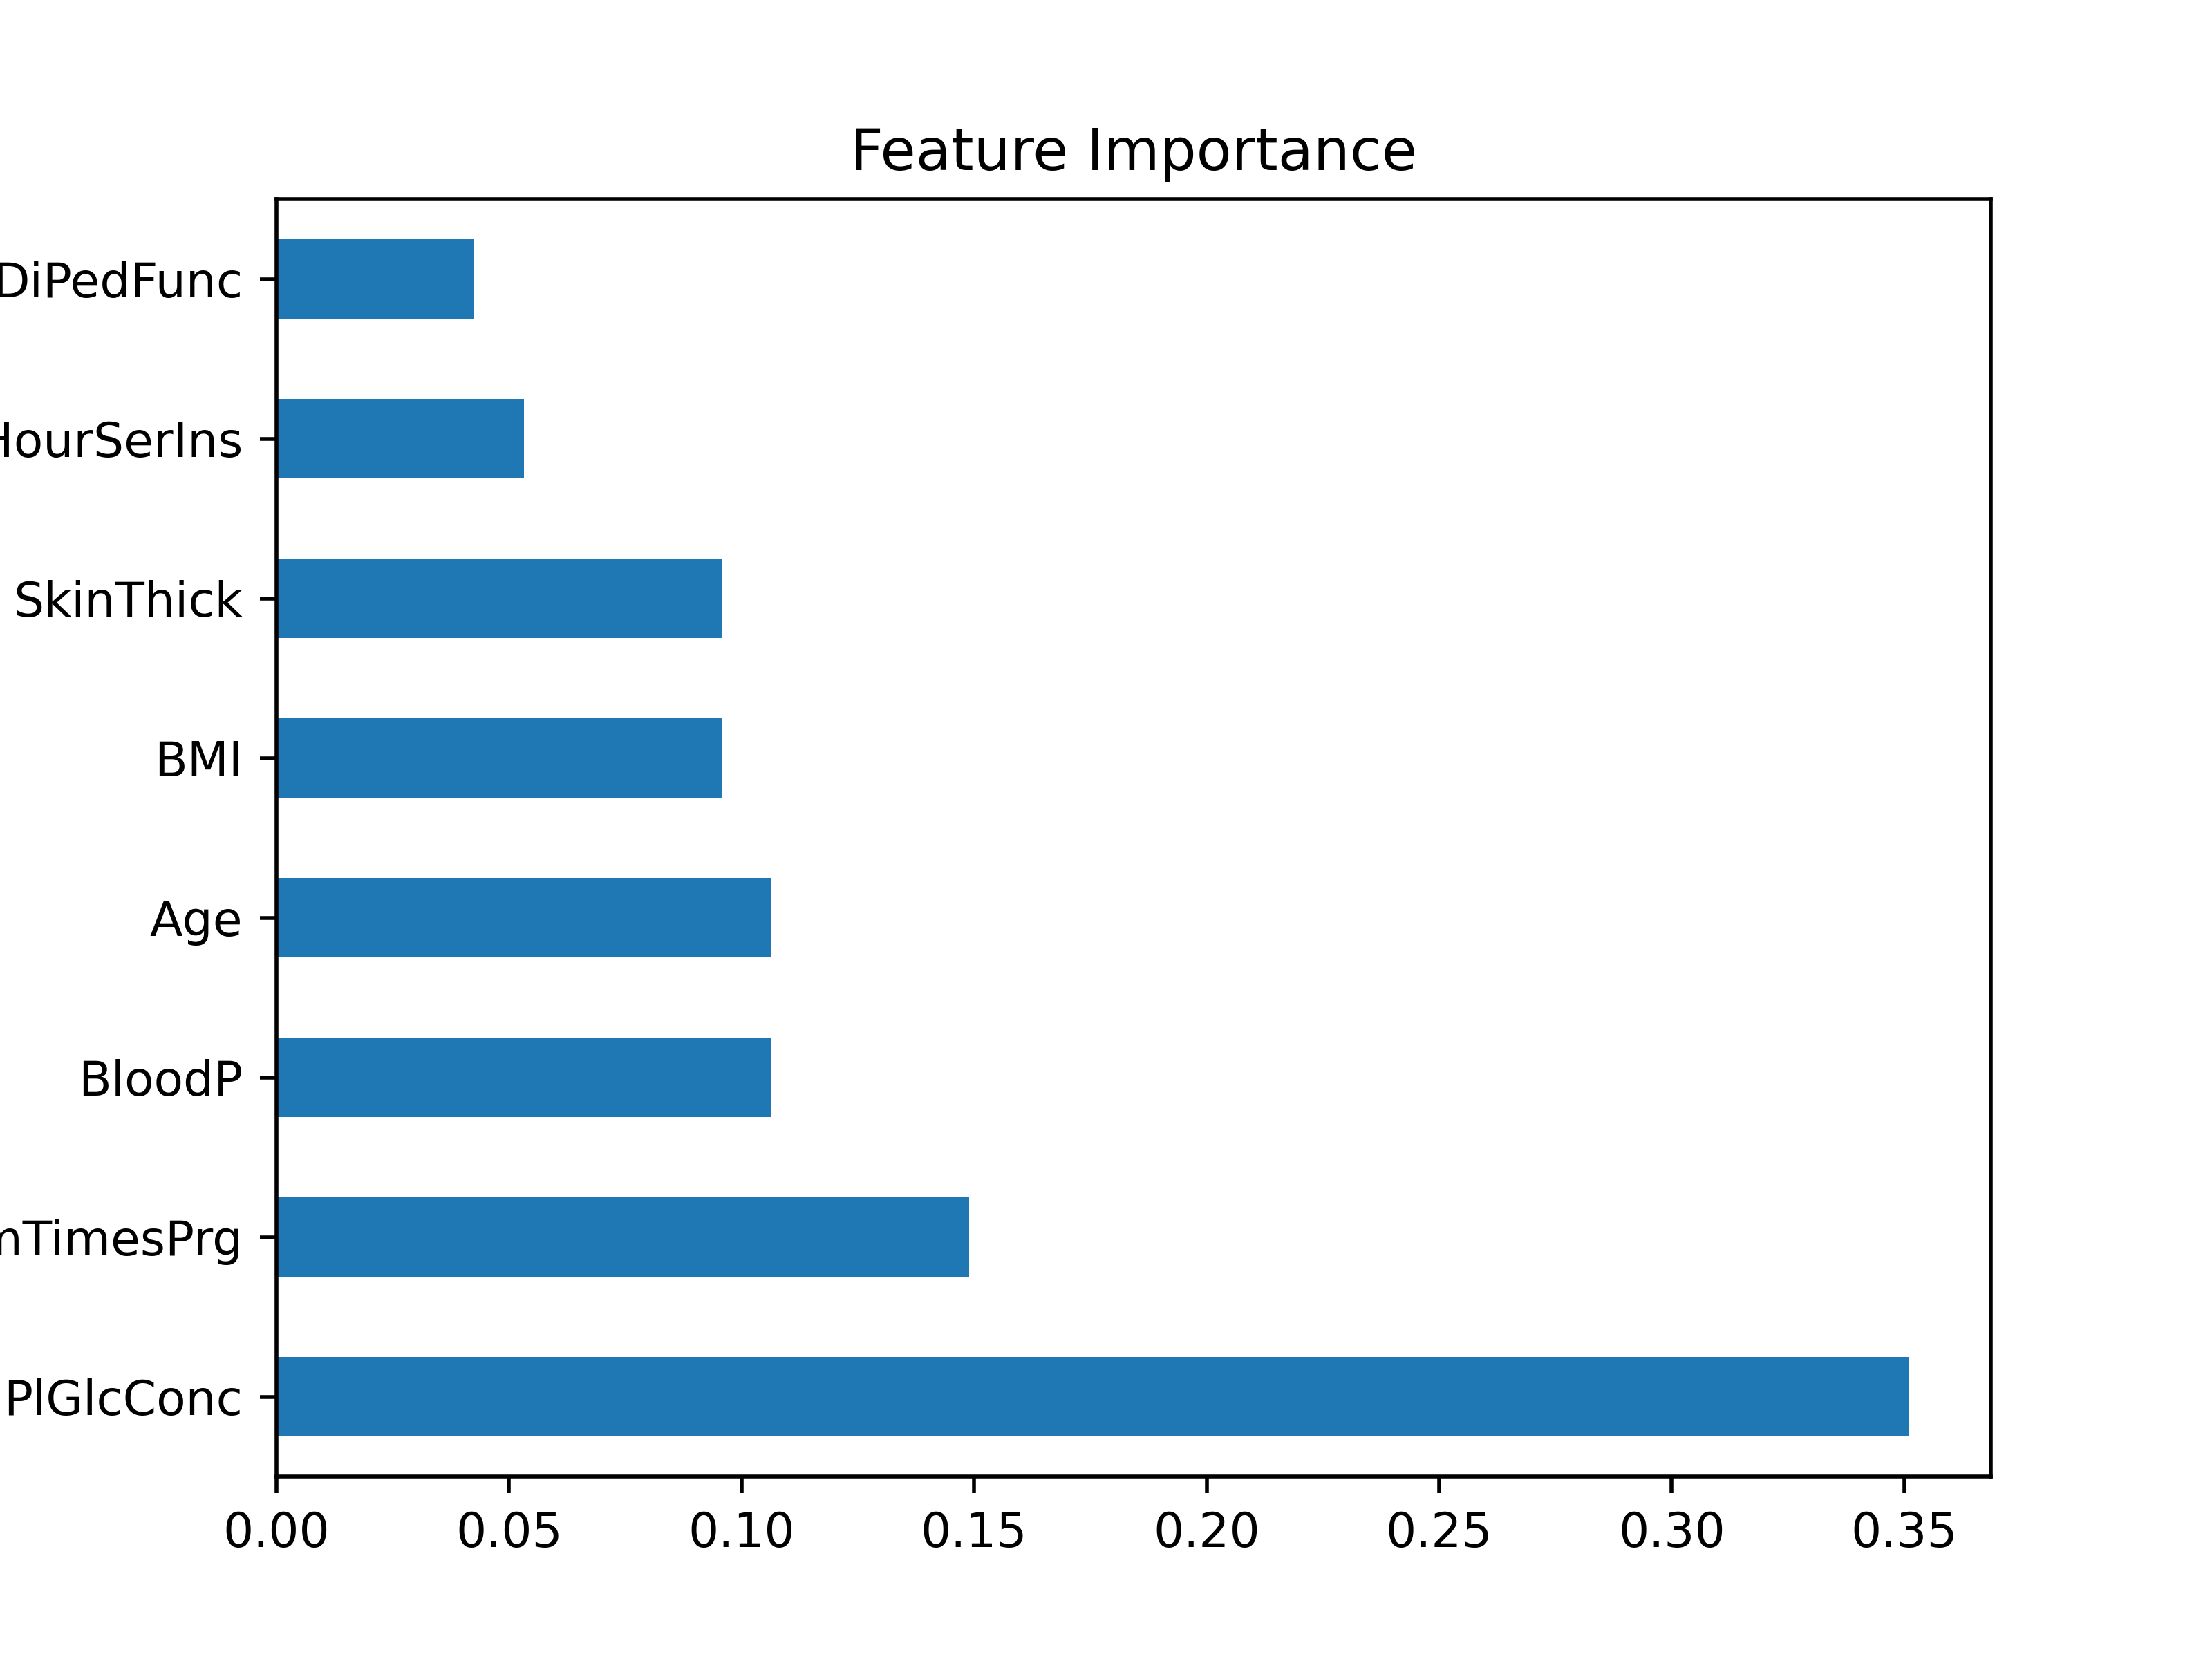 Feature Importance
DiPedFunc
HourSerIns
SkinThick
BMI
Age
BloodP
mTimesPrg
PlGlcConc
0.00 0.05 0.10 0.15 0.20 0.25 0.30 0.35